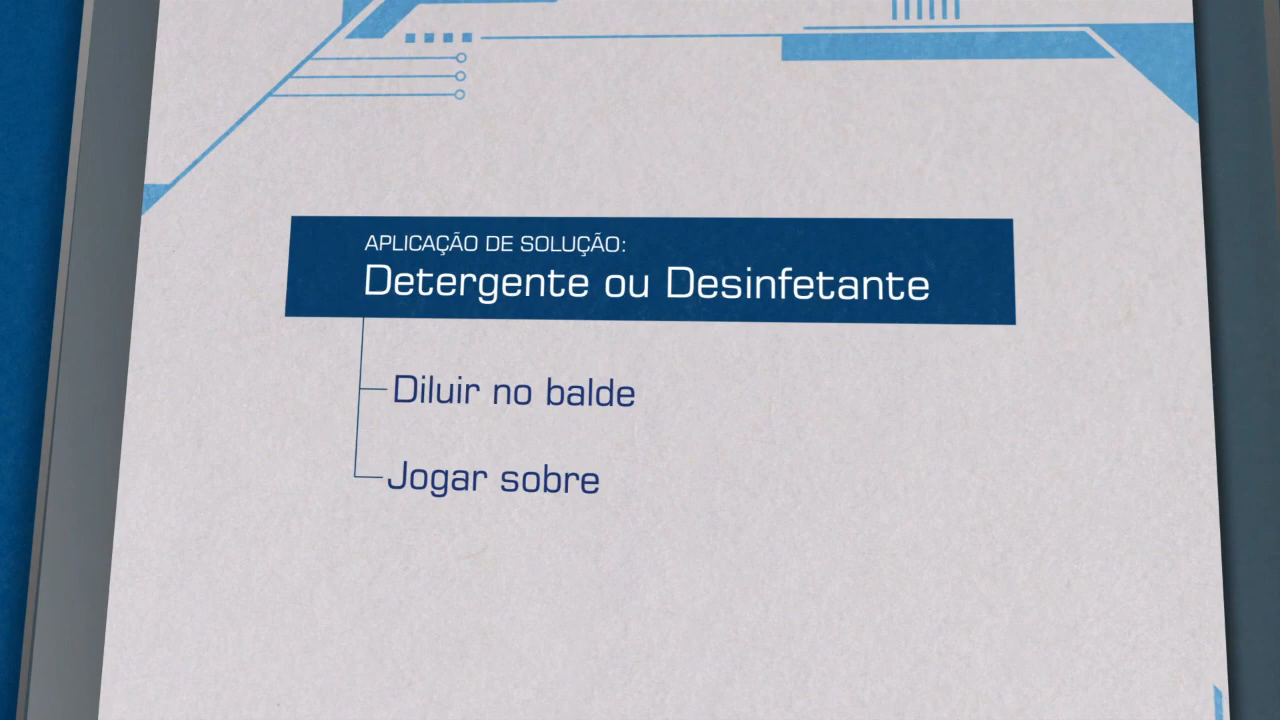 APLICAÇÃO DE SOLUÇÃO:
Detergente ou Desinfetante
Diluir no balde
Jogar sobre